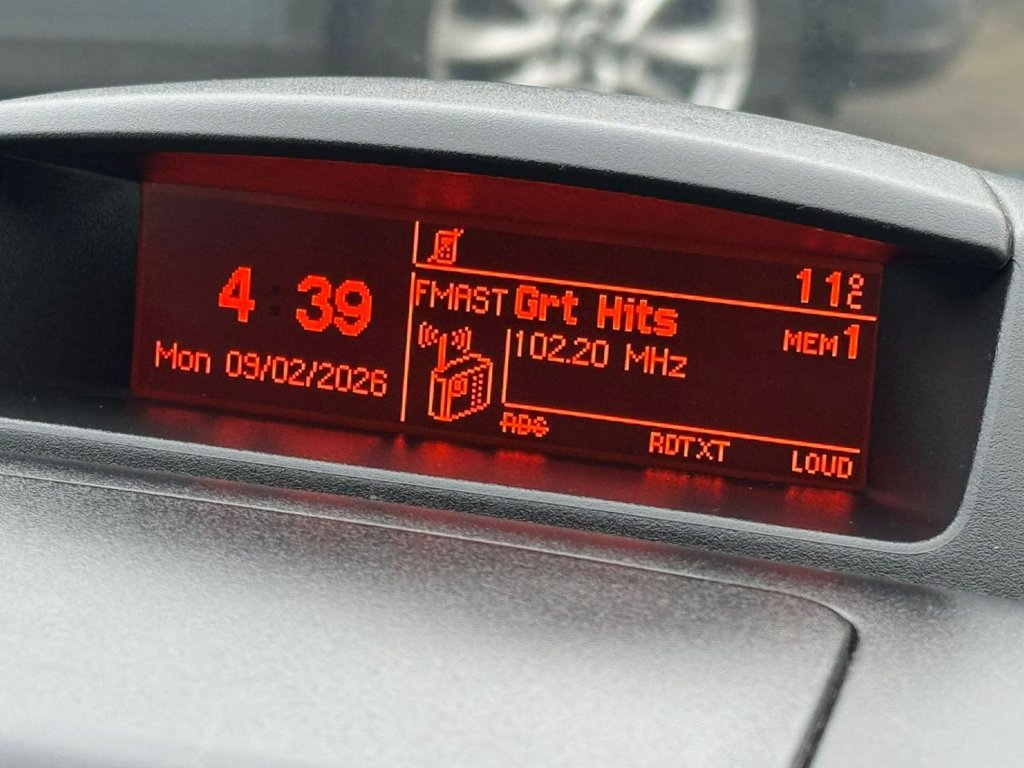 4:39
Mon 09/02/2026
11°C
FMAST Grt Hits
MEM1
102.20 MHz
RDS
RDTXT
LOUD